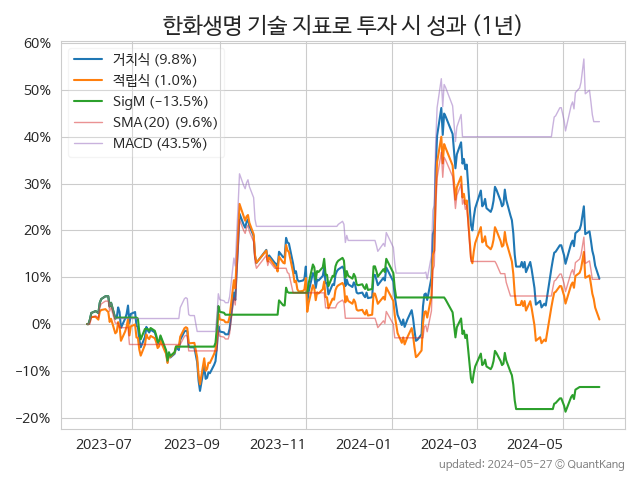 한화생명 기술 지표로 투자 시 성과 (1년)
60%
50%
40%
30%
20%
10%
0%
−10%
−20%
거치식 (9.8%)
적립식 (1.0%)
SigM (−13.5%)
SMA(20) (9.6%)
MACD (43.5%)
2023-07
2023-09
2023-11
2024-01
2024-03
2024-05
updated: 2024-05-27 ⓒ QuantKang